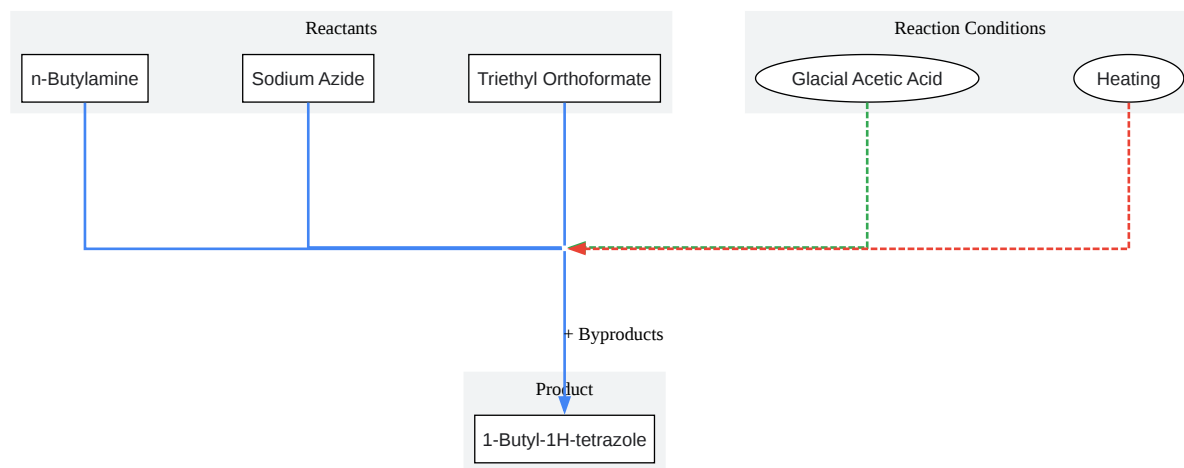 Reactants
Reaction Conditions
n-Butylamine
Sodium Azide
Triethyl Orthoformate
Glacial Acetic Acid
Heating
+ Byproducts
Product
1-Butyl-1H-tetrazole